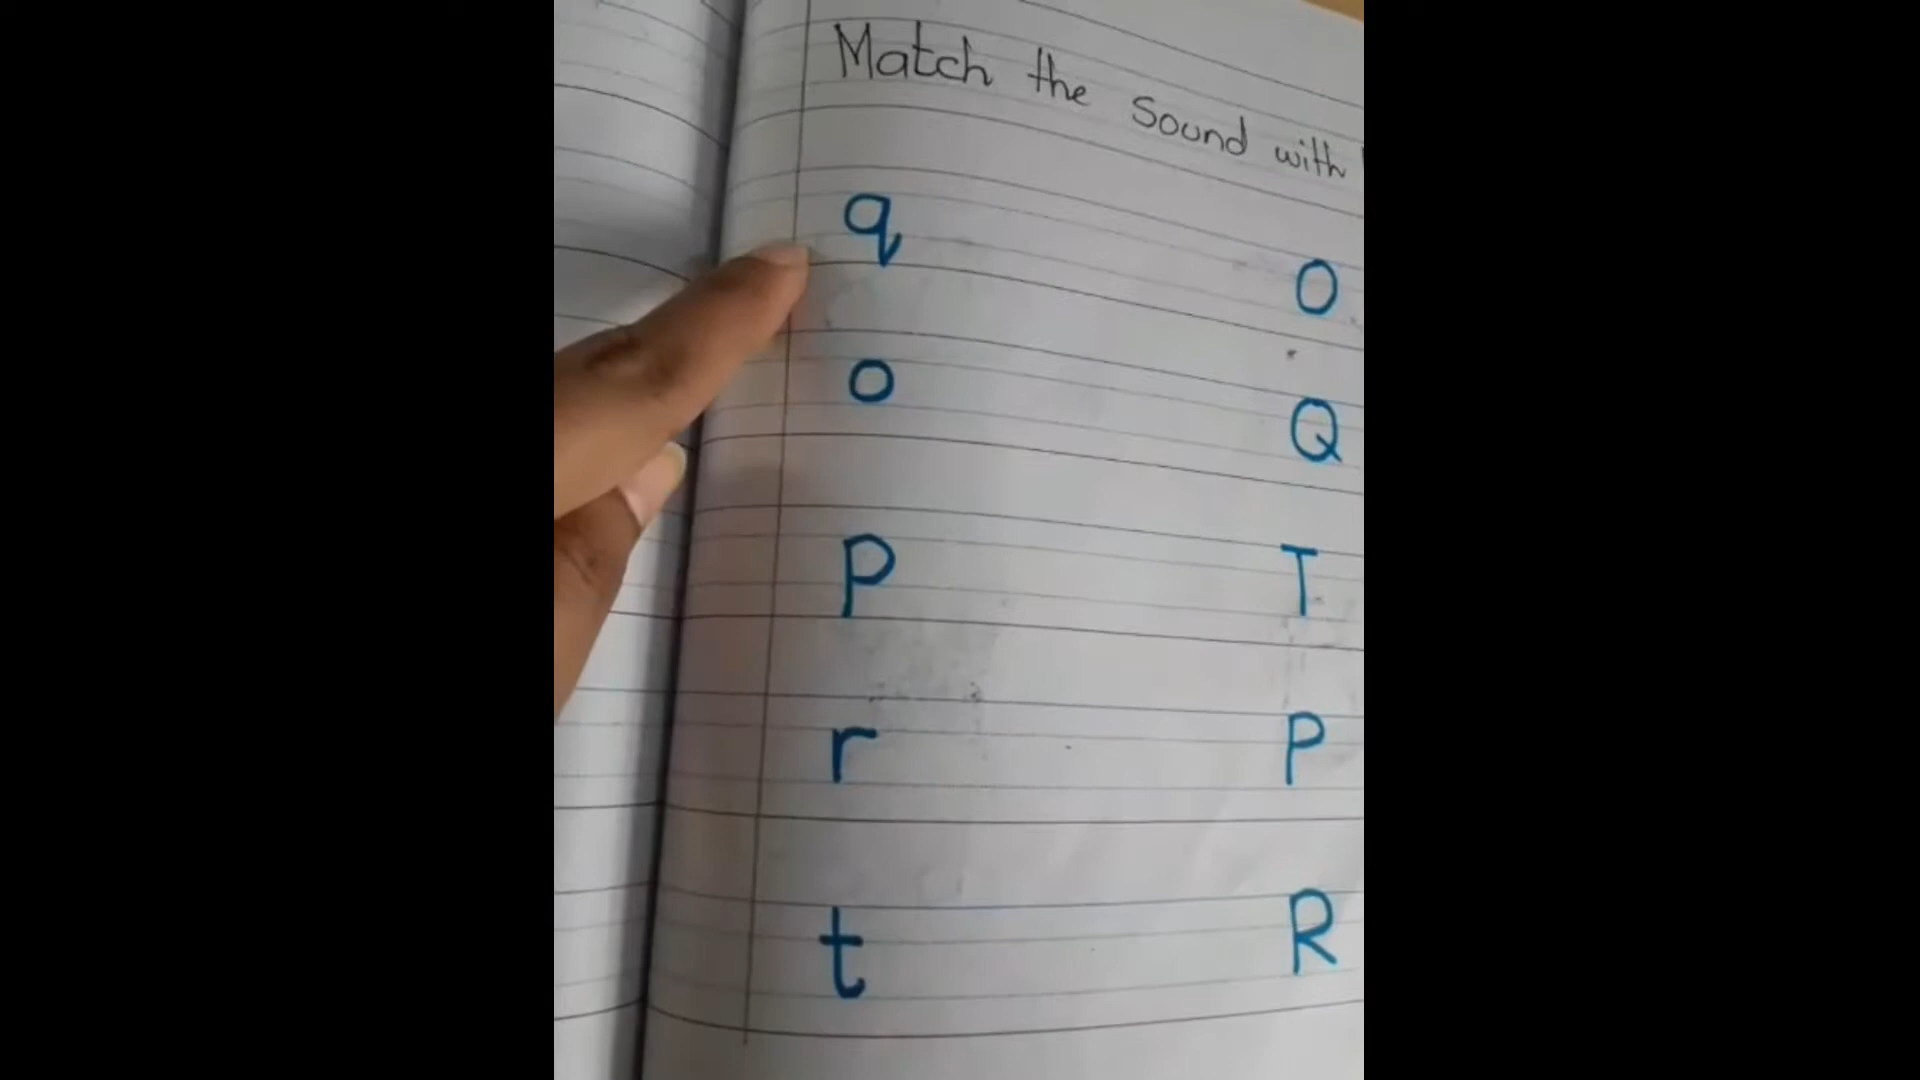 Match the Sound with
q O
o Q
p T
r P
t R